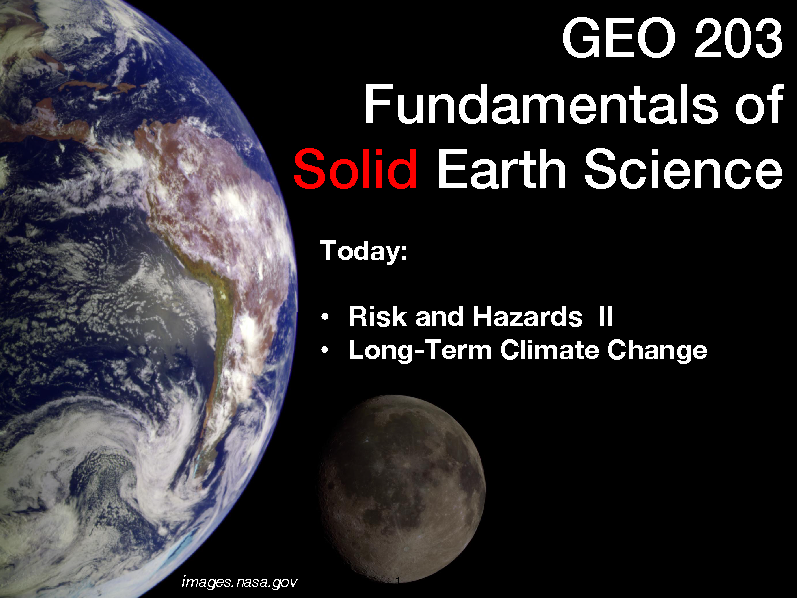 GEO 203
Fundamentals of
Solid Earth Science
Today:
• Risk and Hazards II
• Long-Term Climate Change
images.nasa.gov
1